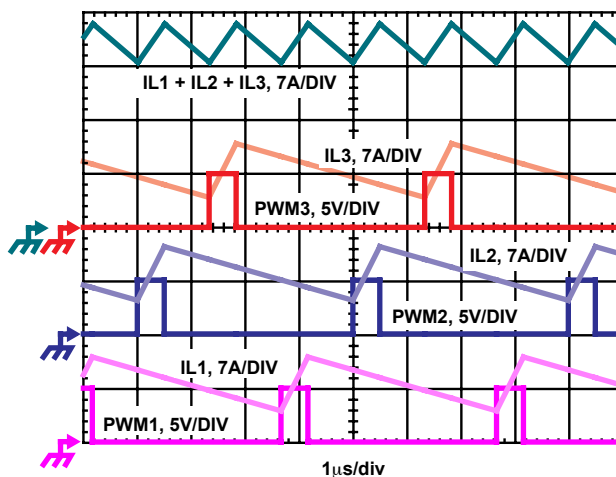 IL1 + IL2 + IL3, 7A/DIV
IL3, 7A/DIV
PWM3, 5V/DIV
IL2, 7A/DIV
PWM2, 5V/DIV
IL1, 7A/DIV
PWM1, 5V/DIV
1μs/div